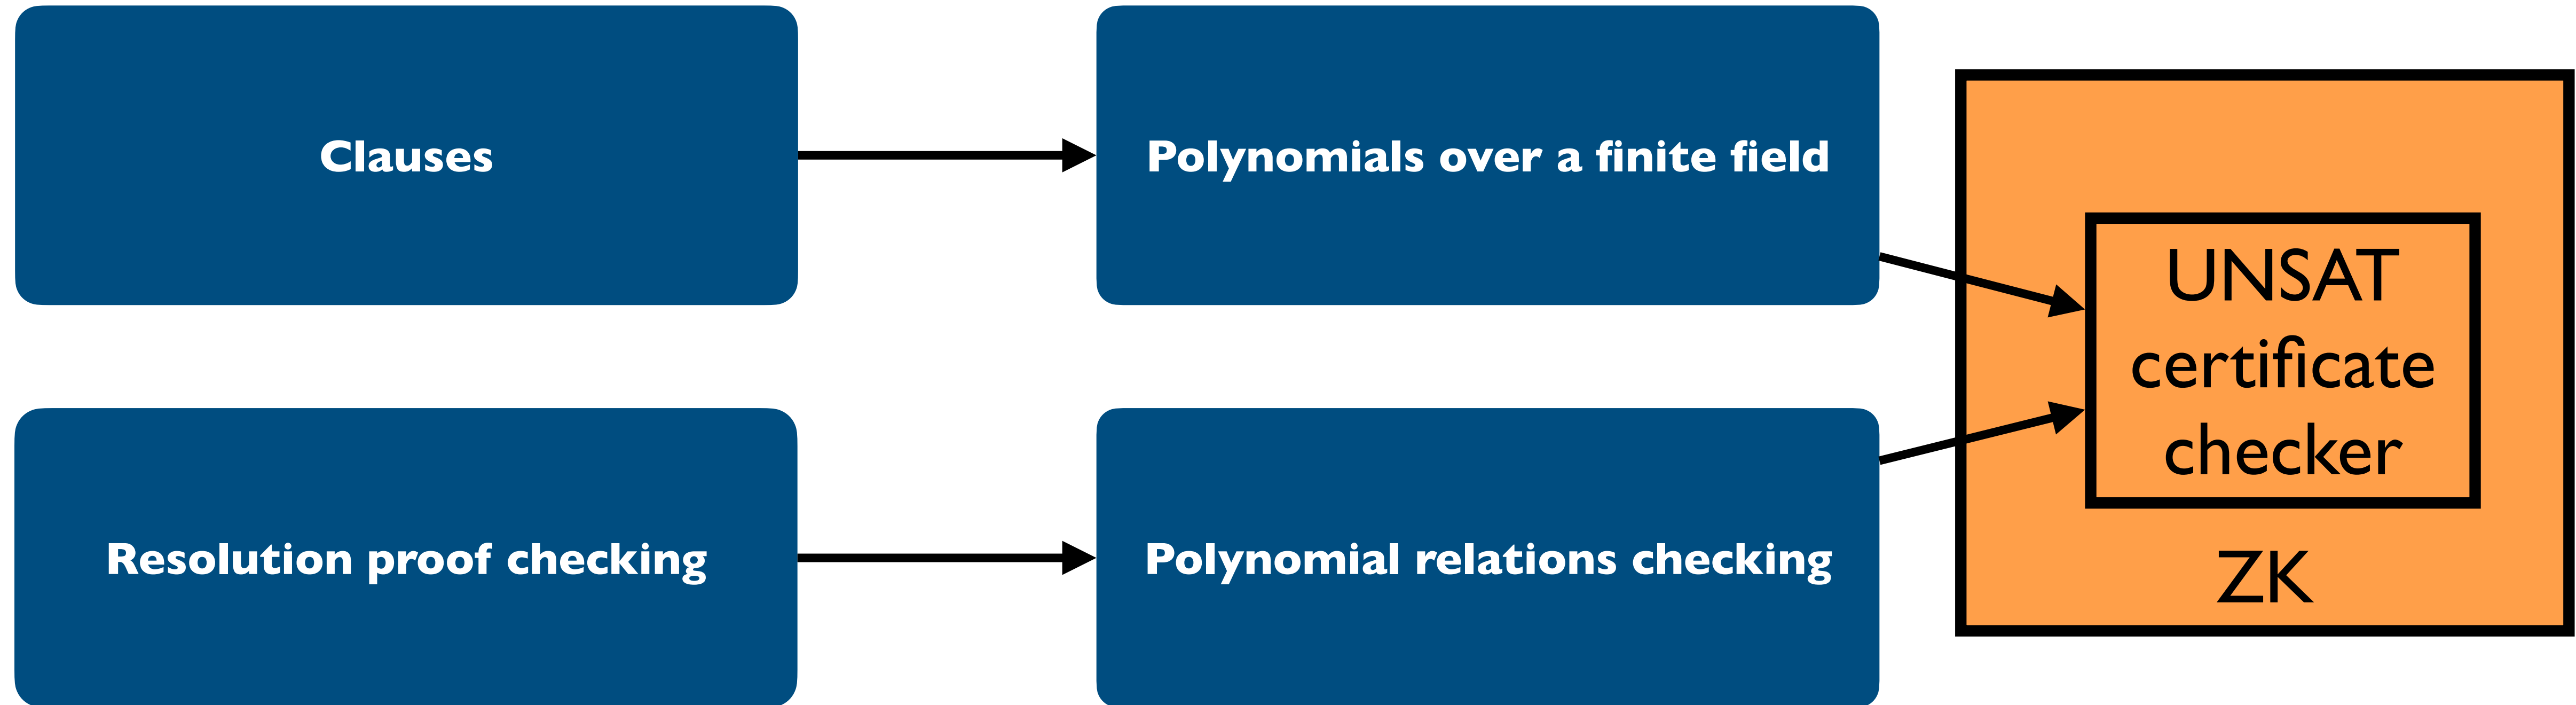 Clauses
Polynomials over a finite field
Resolution proof checking
Polynomial relations checking
UNSAT
certificate
checker
ZK